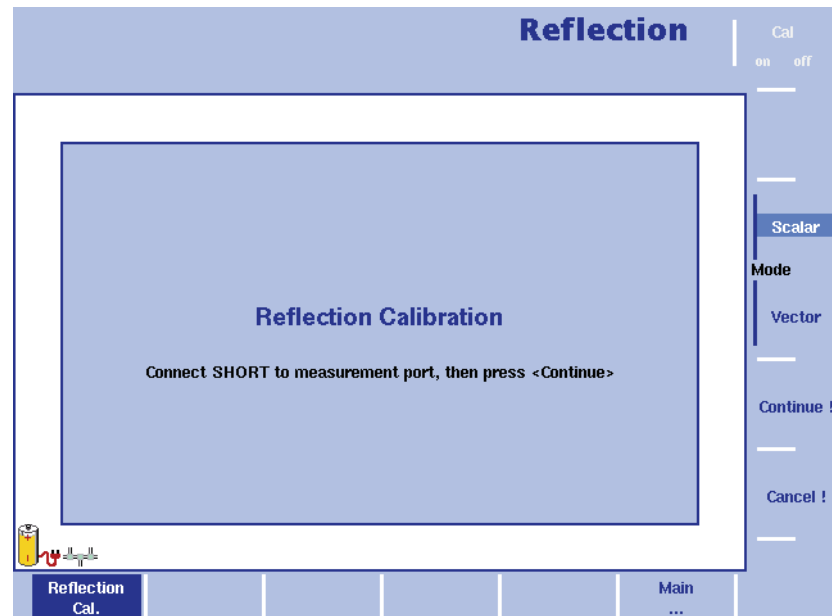 Reflection
Cal
on off
Scalar
Mode
Vector
Continue !
Cancel !
Reflection Calibration
Connect SHORT to measurement port, then press <Continue>
Reflection
Cal.
Main
...